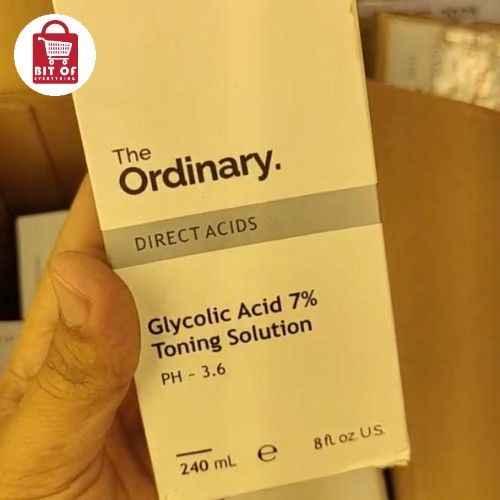 BIT OF
EVERYTHING
The
Ordinary.
DIRECT ACIDS
Glycolic Acid 7%
Toning Solution
PH - 3.6
240 mL e 8 fl. oz U.S.